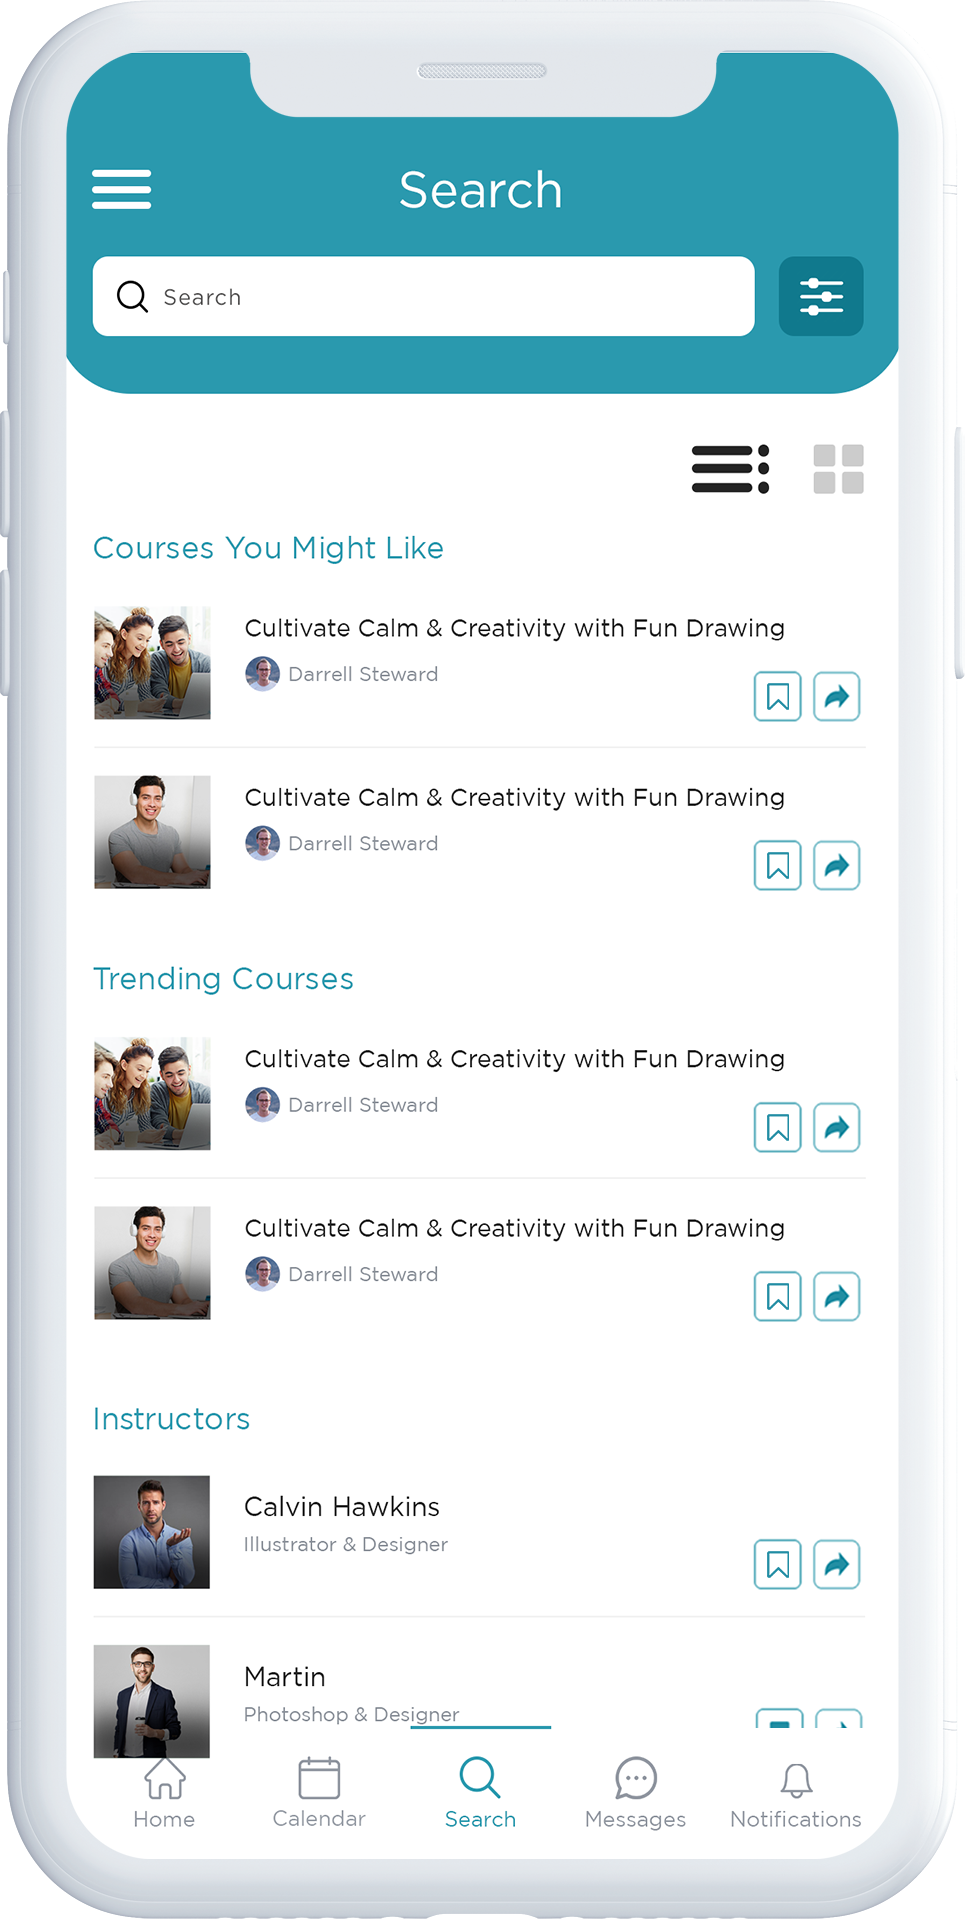 Search
Search
Courses You Might Like
Cultivate Calm & Creativity with Fun Drawing
Darrell Steward
Cultivate Calm & Creativity with Fun Drawing
Darrell Steward
Trending Courses
Cultivate Calm & Creativity with Fun Drawing
Darrell Steward
Cultivate Calm & Creativity with Fun Drawing
Darrell Steward
Instructors
Calvin Hawkins
Illustrator & Designer
Martin
Photoshop & Designer
Home
Calendar
Search
Messages
Notifications